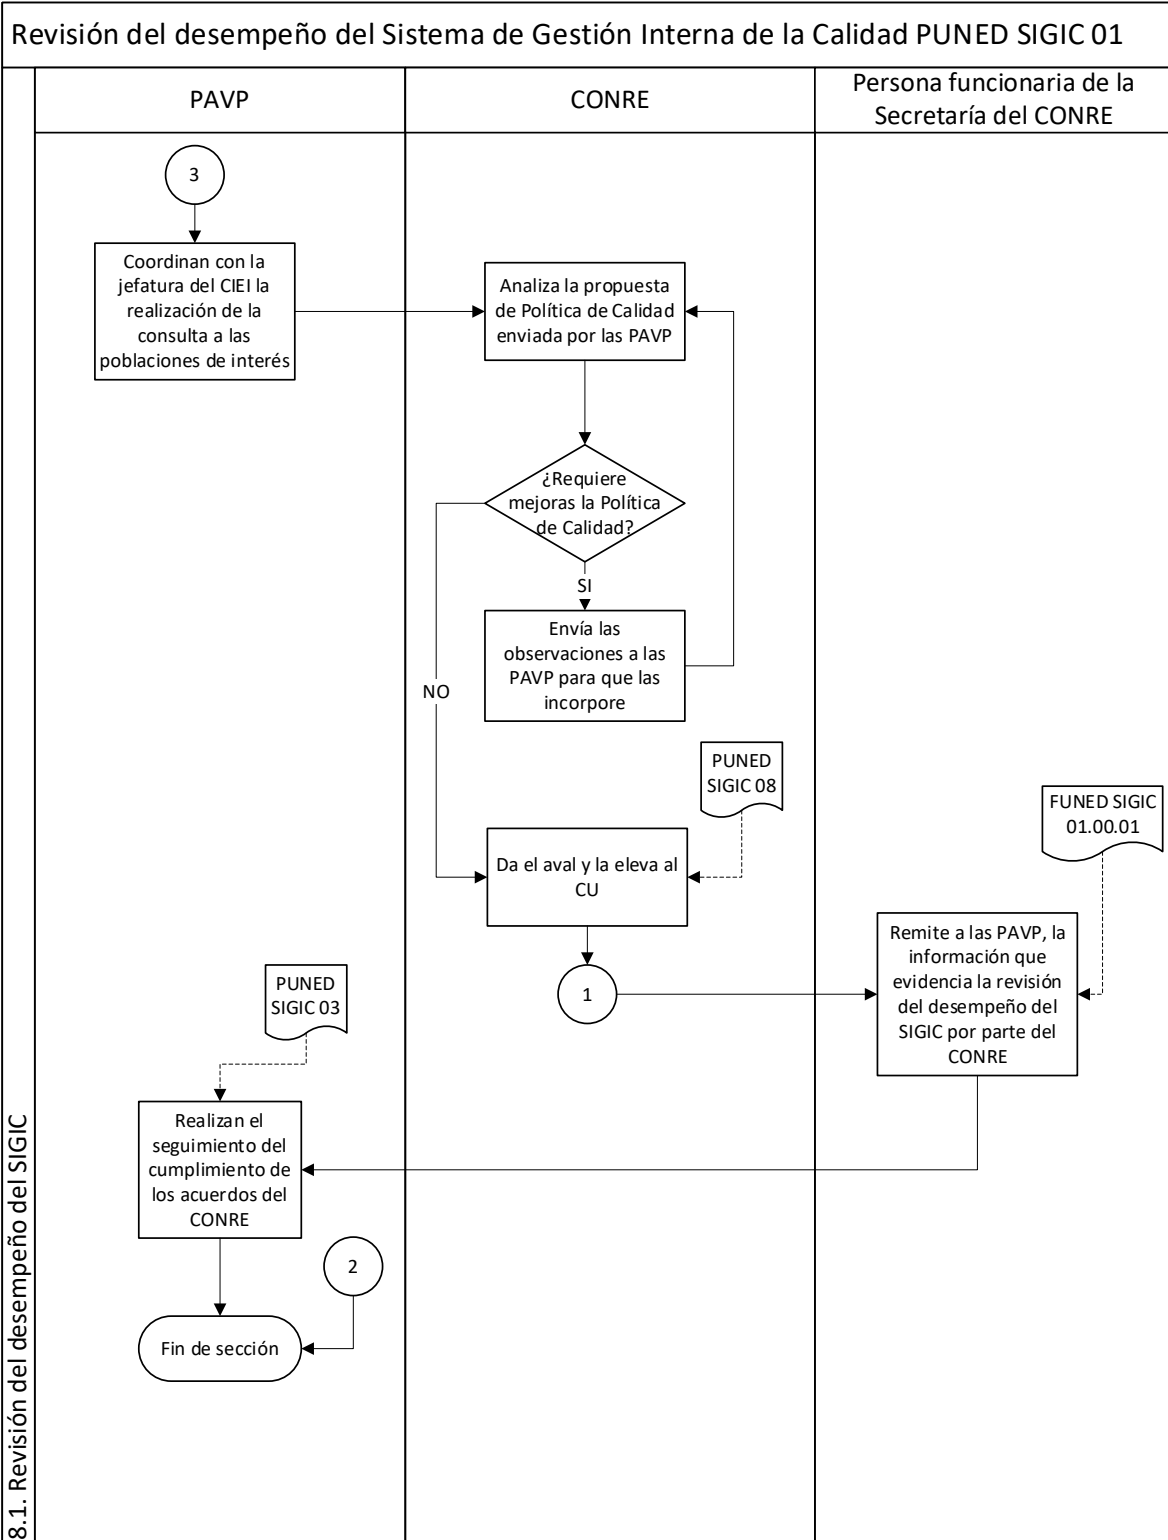 Revisión del desempeño del Sistema de Gestión Interna de la Calidad PUNED SIGIC 01
PAVP
CONRE
Persona funcionaria de la
Secretaría del CONRE
3
Coordinan con la
jefatura del CIEI la
realización de la
consulta a las
poblaciones de interés
Analiza la propuesta
de Política de Calidad
enviada por las PAVP
¿Requiere
mejoras la Política
de Calidad?
SI
Envía las
observaciones a las
PAVP para que las
incorpore
NO
PUNED
SIGIC 08
FUNED SIGIC
01.00.01
Da el aval y la eleva al
CU
1
Remite a las PAVP, la
información que
evidencia la revisión
del desempeño del
SIGIC por parte del
CONRE
PUNED
SIGIC 03
Realizan el
seguimiento del
cumplimiento de
los acuerdos del
CONRE
2
Fin de sección
8.1. Revisión del desempeño del SIGIC